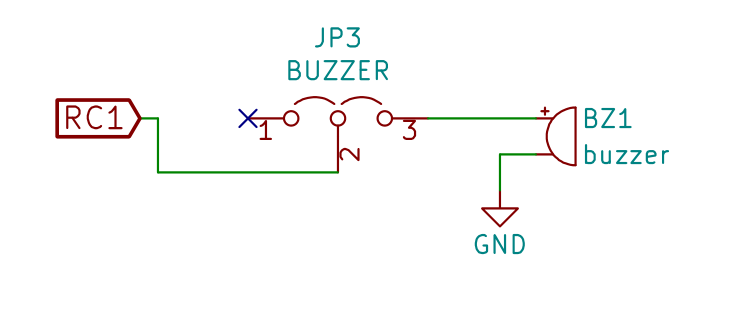 JP3
BUZZER
RC1
1
2
3
+
BZ1
buzzer
GND